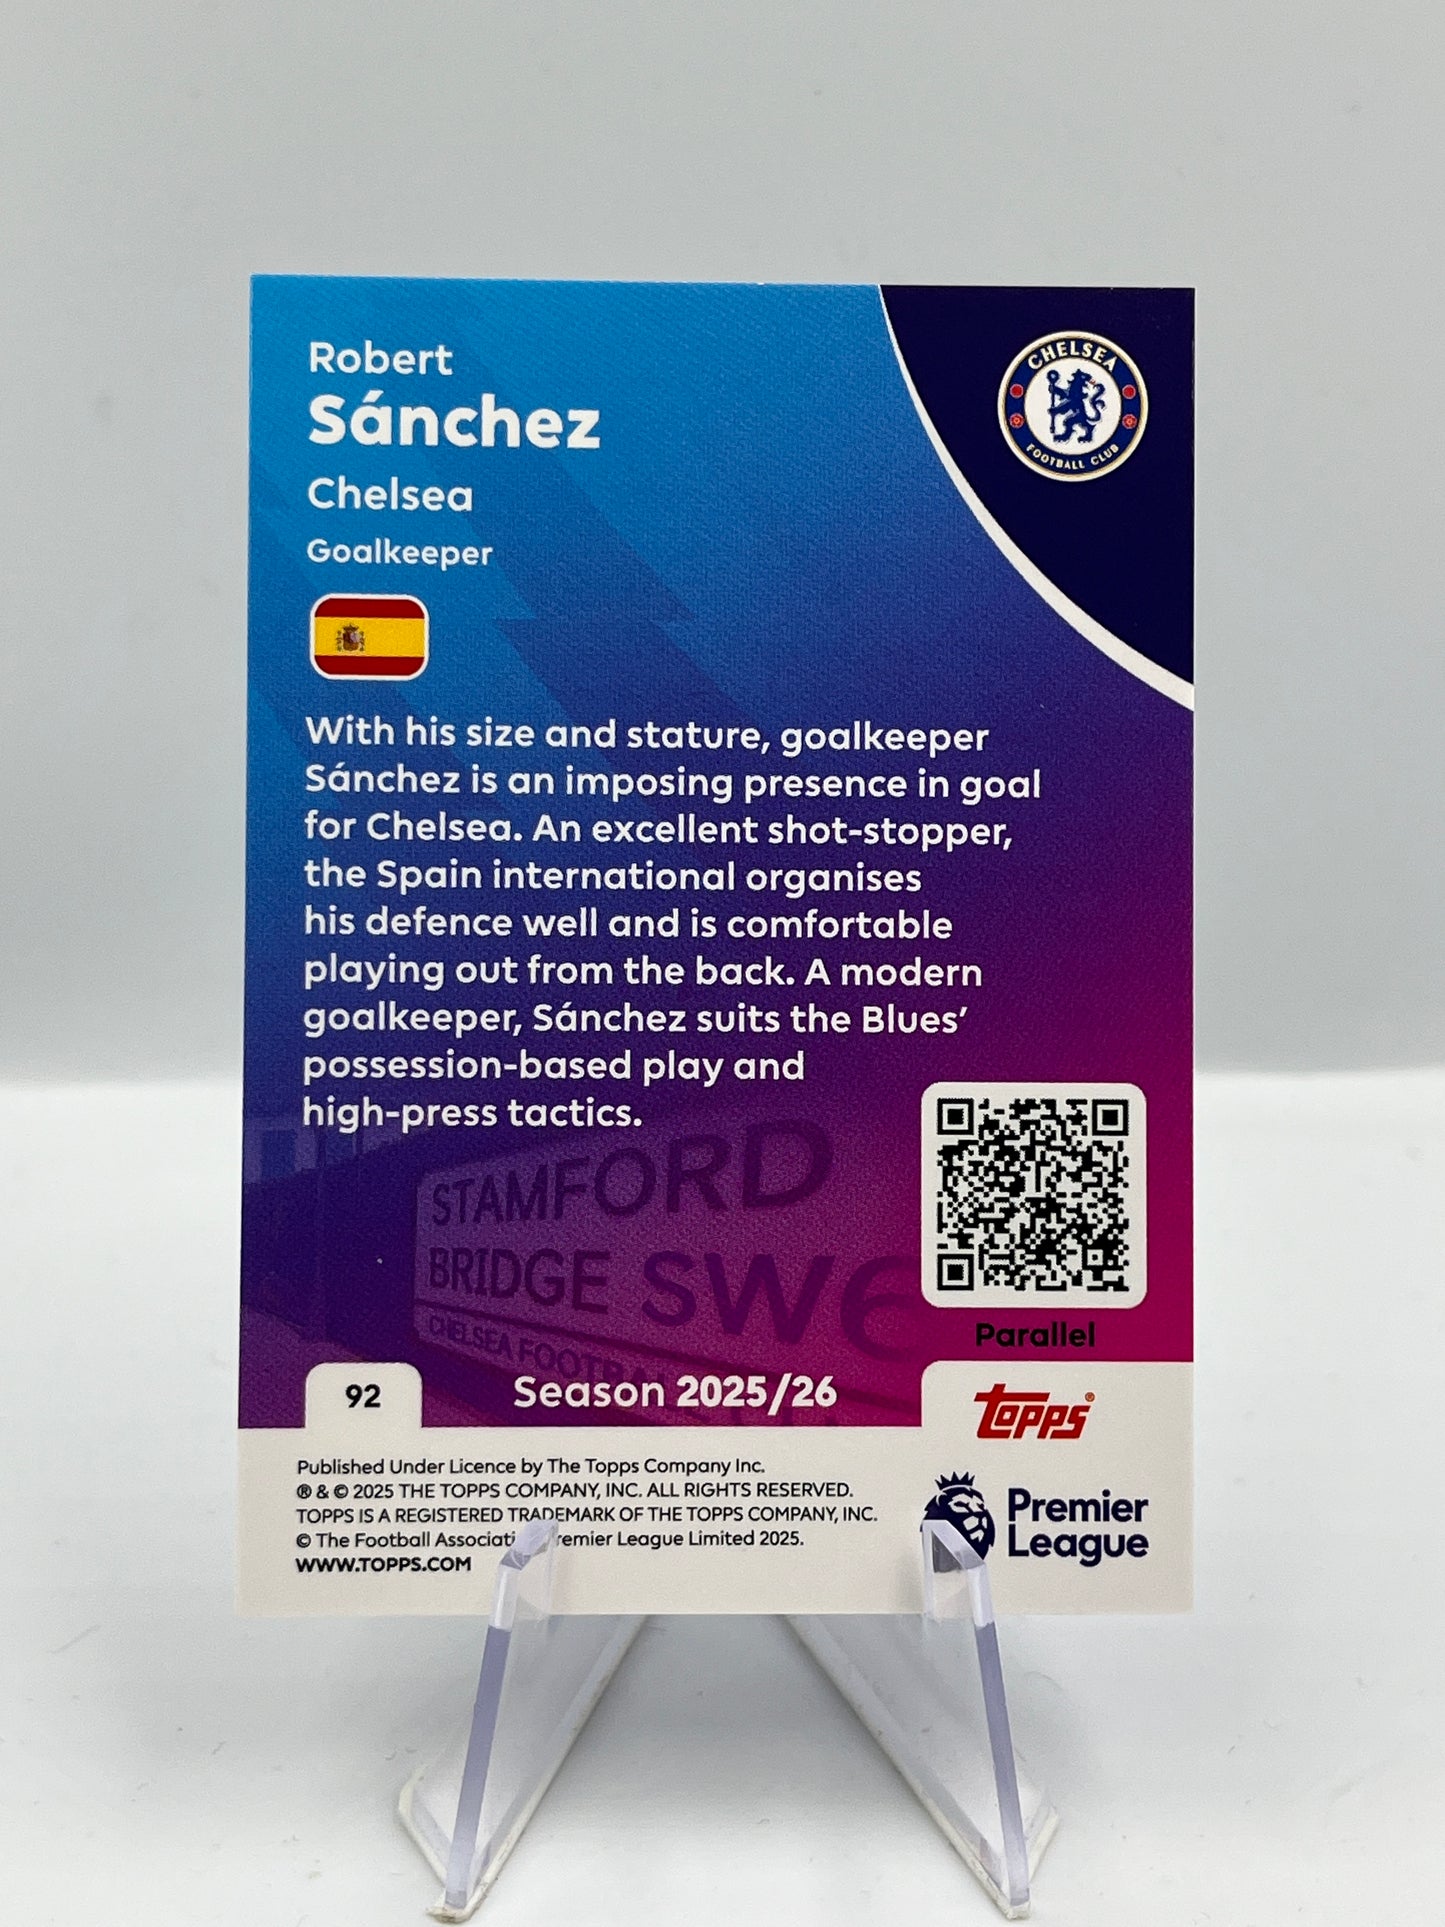 Robert
Sánchez
Chelsea
Goalkeeper
CHELSEA
FOOTBALL CLUB
With his size and stature, goalkeeper
Sánchez is an imposing presence in goal
for Chelsea. An excellent shot-stopper,
the Spain international organises
his defence well and is comfortable
playing out from the back. A modern
goalkeeper, Sánchez suits the Blues’
possession-based play and
high-press tactics.
STAMFORD
BRIDGE SW6
CHELSEA
Parallel
92
Season 2025/26
Topps®
Published Under Licence by The Topps Company Inc.
® & © 2025 THE TOPPS COMPANY, INC. ALL RIGHTS RESERVED.
TOPPS IS A REGISTERED TRADEMARK OF THE TOPPS COMPANY, INC.
© The Football Premier League Limited 2025.
WWW.TOPPS.COM
Premier
League